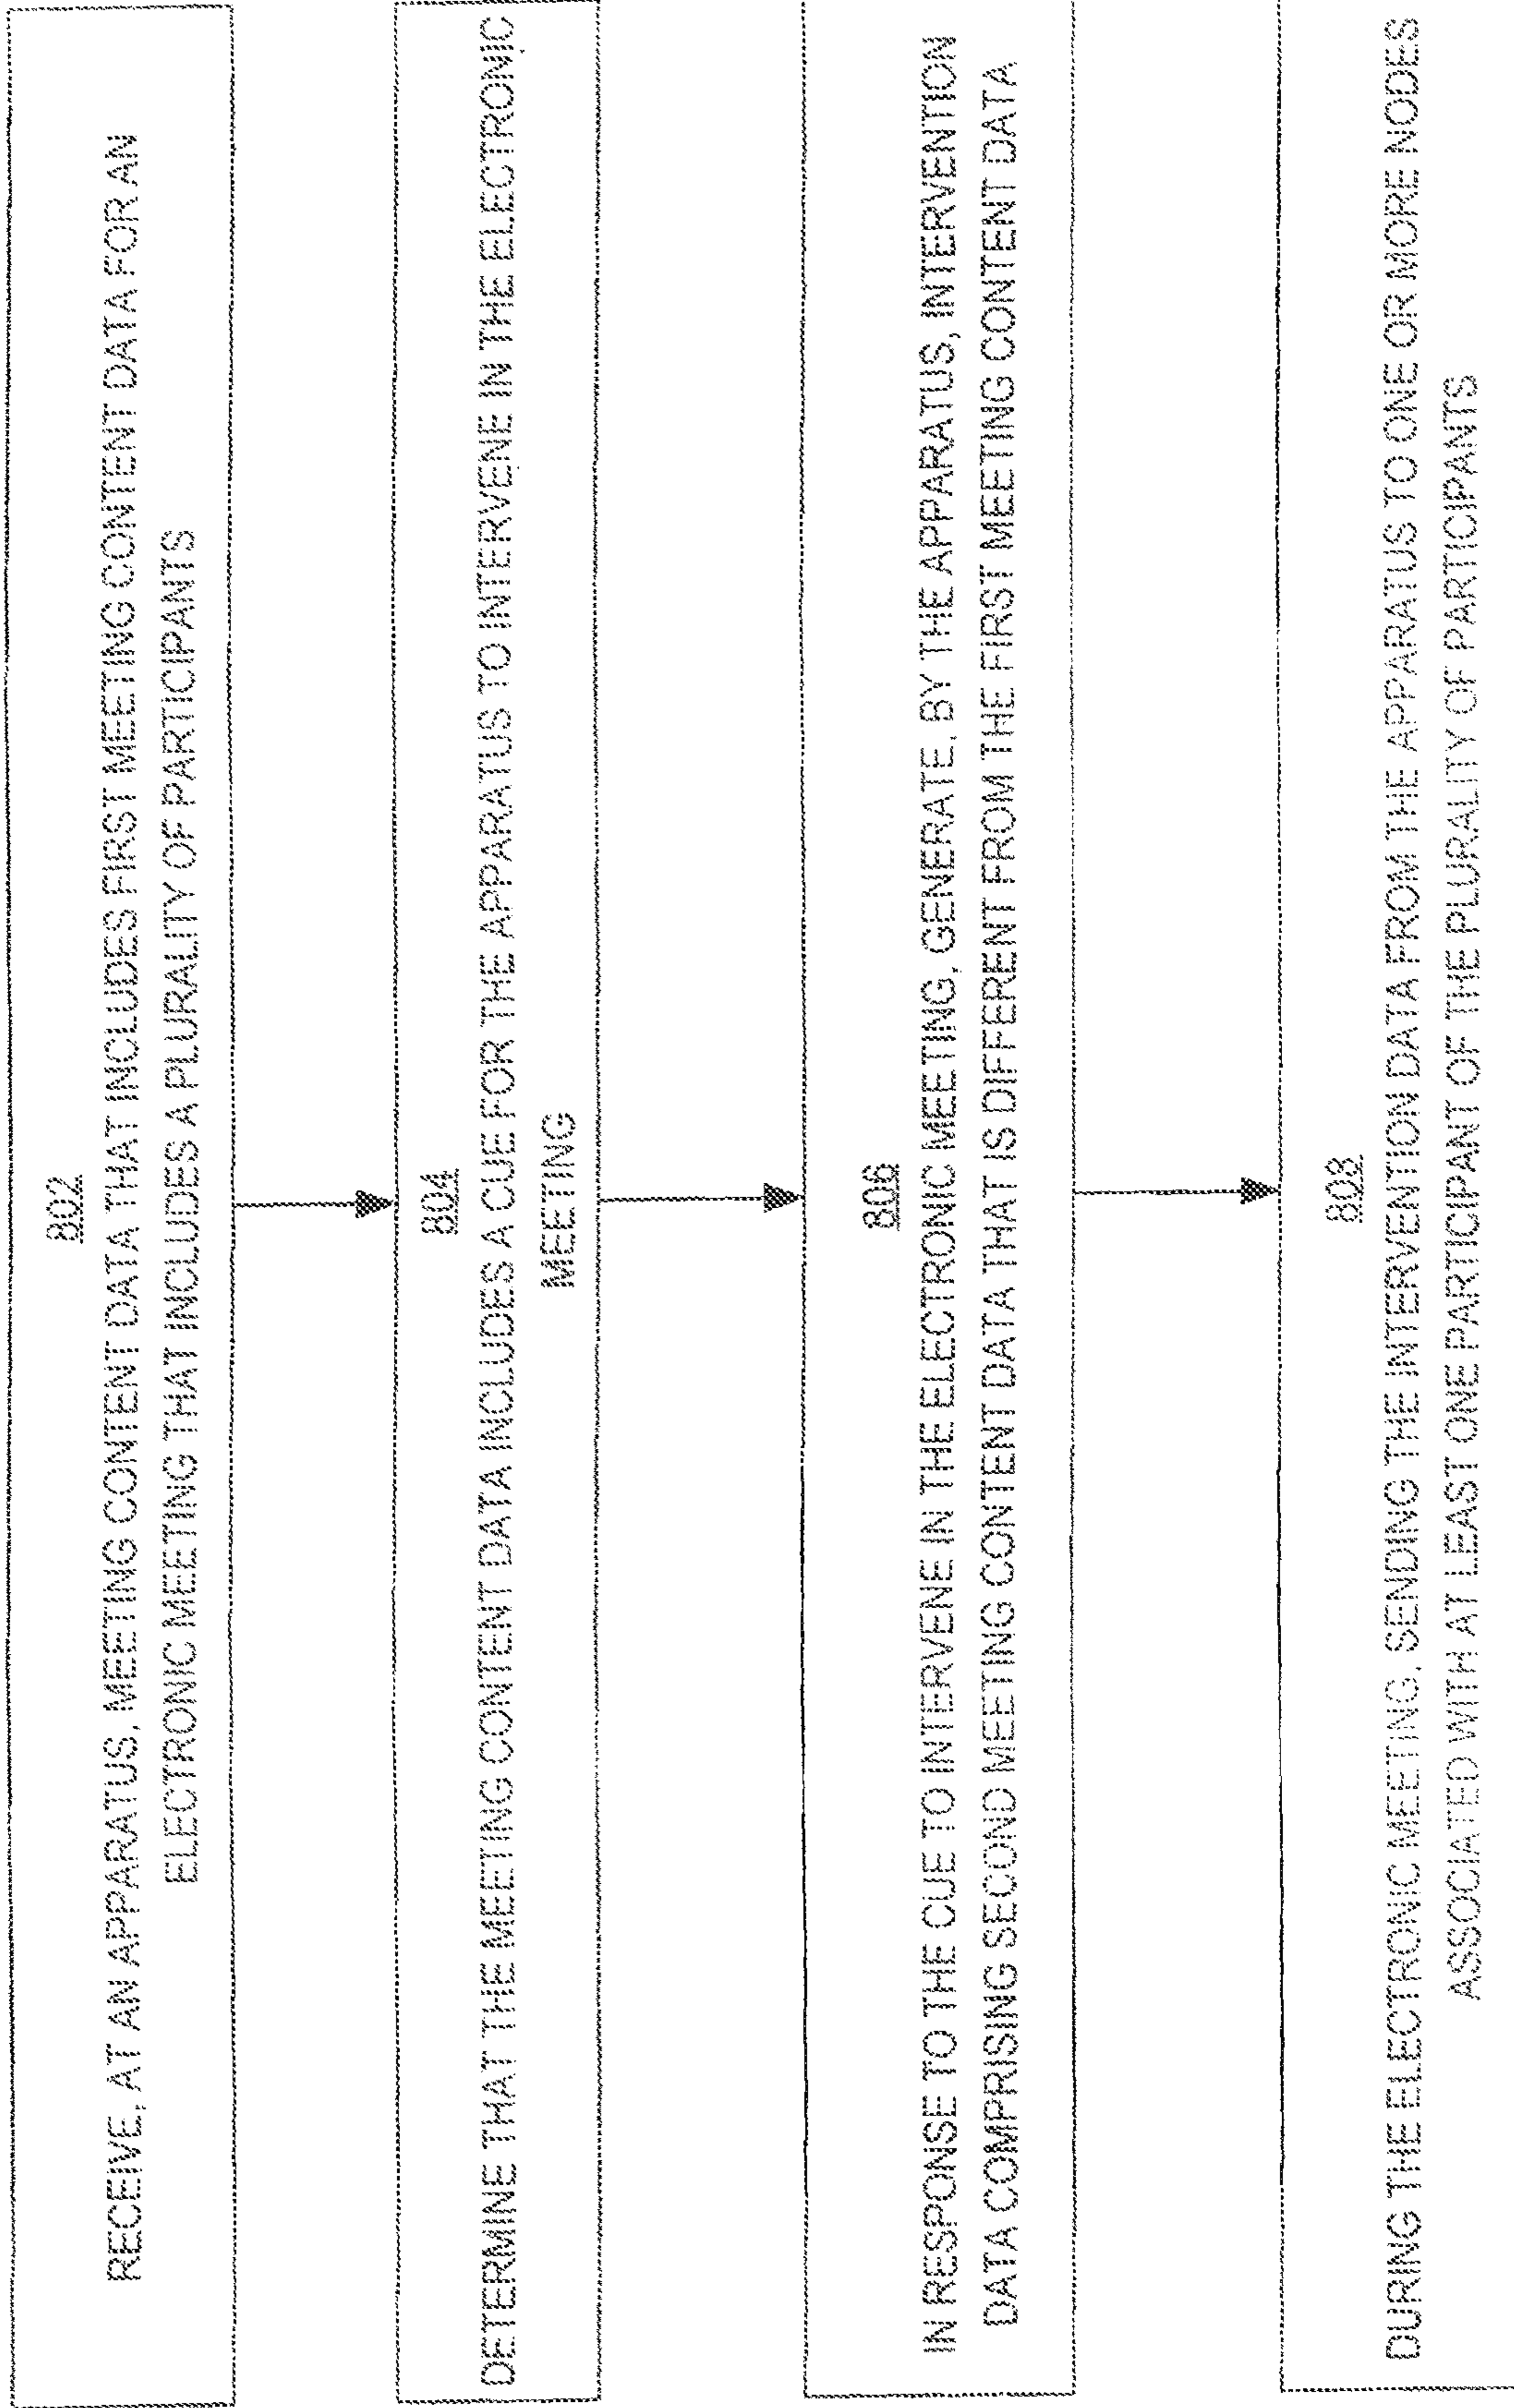 802
RECEIVE, AT AN APPARATUS, MEETING CONTENT DATA THAT INCLUDES FIRST MEETING CONTENT DATA FOR AN
ELECTRONIC MEETING THAT INCLUDES A PLURALITY OF PARTICIPANTS
804
DETERMINE THAT THE MEETING CONTENT DATA INCLUDES A CUE FOR THE APPARATUS TO INTERVENE IN THE ELECTRONIC
MEETING
806
IN RESPONSE TO THE CUE TO INTERVENE IN THE ELECTRONIC MEETING, GENERATE, BY THE APPARATUS, INTERVENTION
DATA COMPRISING SECOND MEETING CONTENT DATA THAT IS DIFFERENT FROM THE FIRST MEETING CONTENT DATA
808
DURING THE ELECTRONIC MEETING, SENDING THE INTERVENTION DATA FROM THE APPARATUS TO ONE OR MORE NODES
ASSOCIATED WITH AT LEAST ONE PARTICIPANT OF THE PLURALITY OF PARTICIPANTS